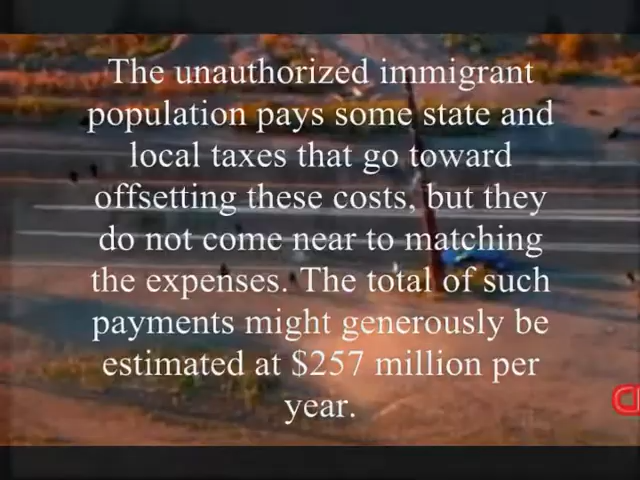 The unauthorized immigrant
population pays some state and
local taxes that go toward
offsetting these costs, but they
do not come near to matching
the expenses. The total of such
payments might generously be
estimated at $257 million per
year.